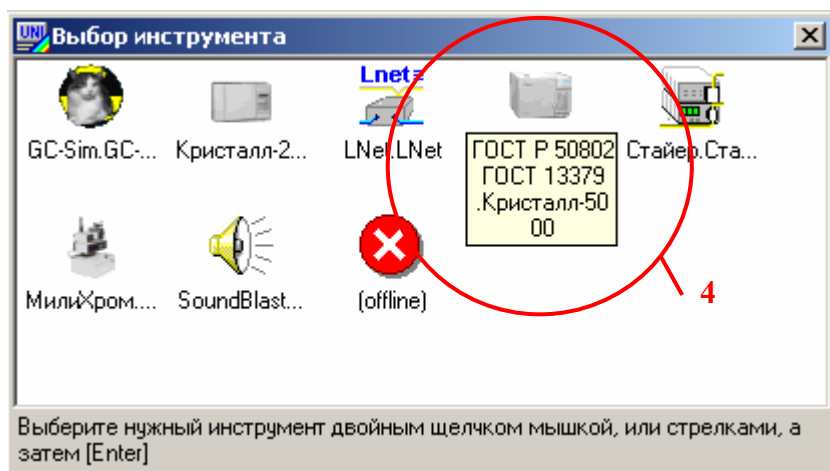 UNI Выбор инструмента
Lnet=
GC-Sim.GC-... Кристалл-2... LNet.LNet ГОСТ Р 50802 Стайер.Ста...
ГОСТ 13379
.Кристалл-50
00
МилиХром.... SoundBlast... (offline)
4
Выберите нужный инструмент двойным щелчком мышкой, или стрелками, а
затем [Enter]